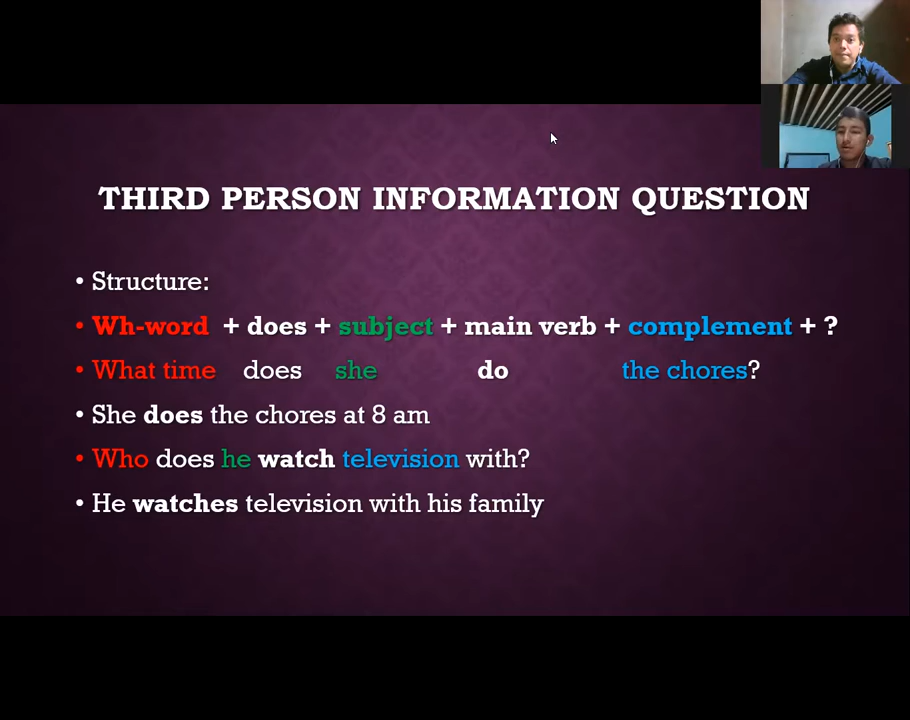 THIRD PERSON INFORMATION QUESTION
• Structure:
• Wh-word + does + subject + main verb + complement + ?
• What time does she do the chores?
• She does the chores at 8 am
• Who does he watch television with?
• He watches television with his family